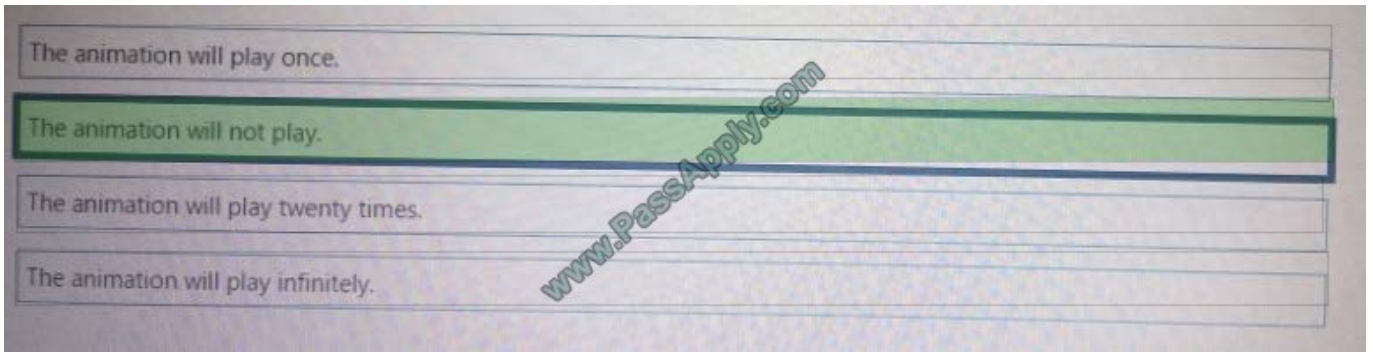 The animation will play once.
The animation will not play.
The animation will play twenty times.
The animation will play infinitely.
www.PassApply.com